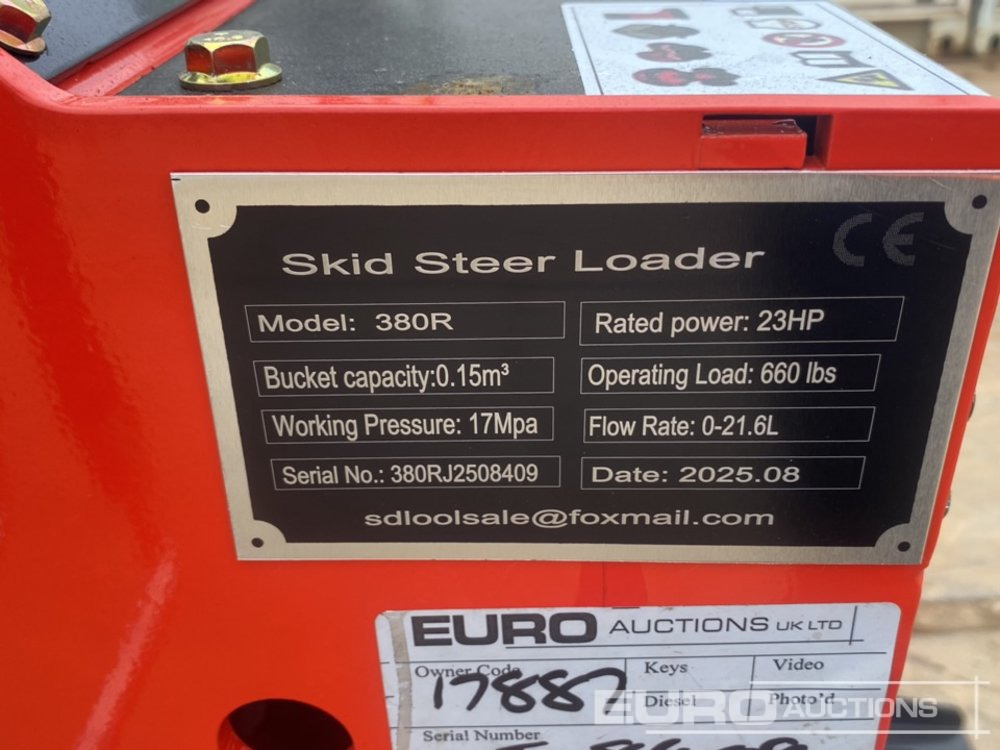 Skid Steer Loader
CE
Model: 380R
Rated power: 23HP
Bucket capacity:0.15m³
Operating Load: 660 lbs
Working Pressure: 17Mpa
Flow Rate: 0-21.6L
Serial No.: 380RJ2508409
Date: 2025.08
sdloolsale@foxmail.com
EURO AUCTIONS UK LTD
Owner Code
Keys
Video
17887
Diesel
Photo'd
Serial Number
EURO AUCTIONS